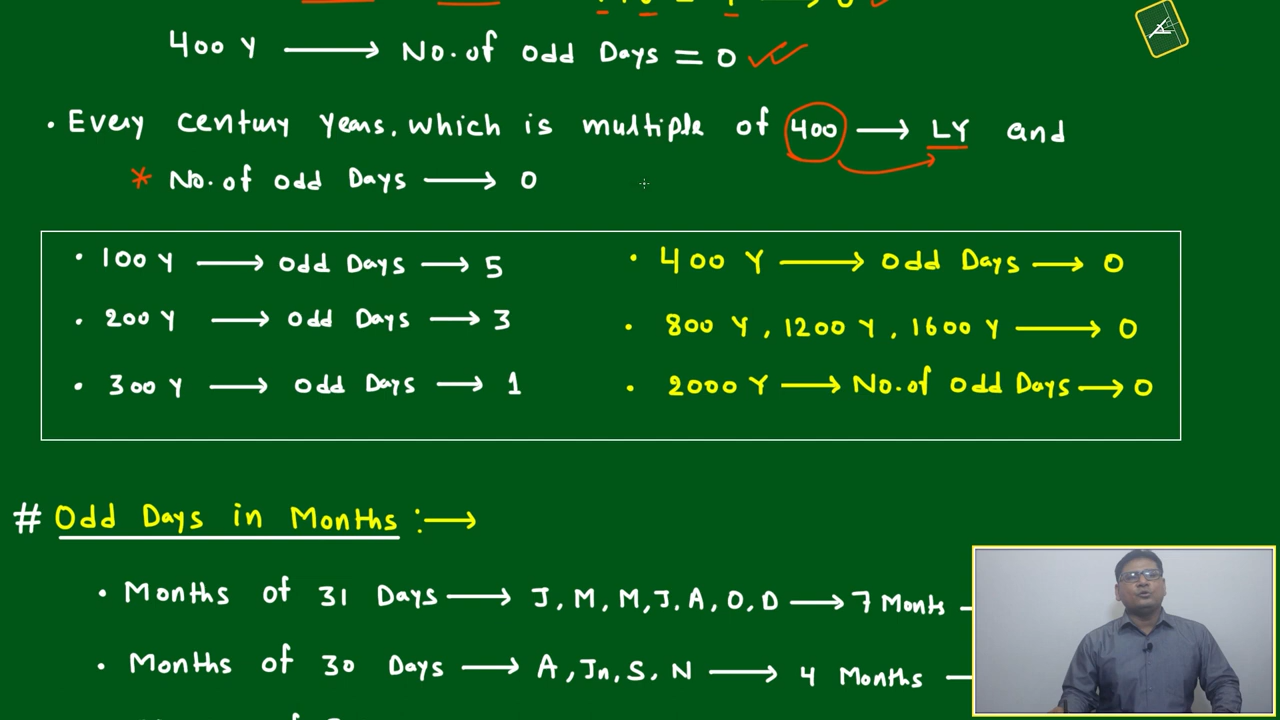 400 Y → No. of odd Days = 0 ✓✓
• Every century Years. which is multiple of 400 → LY and
* No. of odd Days → 0
• 100 Y → odd Days → 5
• 200 Y → odd Days → 3
• 300 Y → odd Days → 1
• 400 Y → Odd Days → 0
• 800 Y, 1200 Y, 1600 Y → 0
• 2000 Y → No. of Odd Days → 0
# Odd Days in Months :→
• Months of 31 Days → J, M, M, J. A, O, D → 7 Monts
• Months of 30 Days → A, Jn, S. N → 4 Months